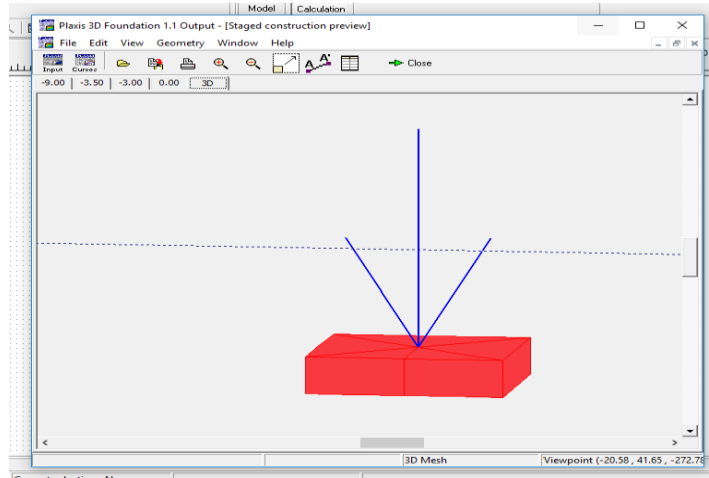 Model Calculation
Plaxis 3D Foundation 1.1 Output - [Staged construction preview]
File Edit View Geometry Window Help
Input Curves A A' Close
-9.00 -3.50 -3.00 0.00 3D
3D Mesh Viewpoint (-20.58 , 41.65 , -272.78